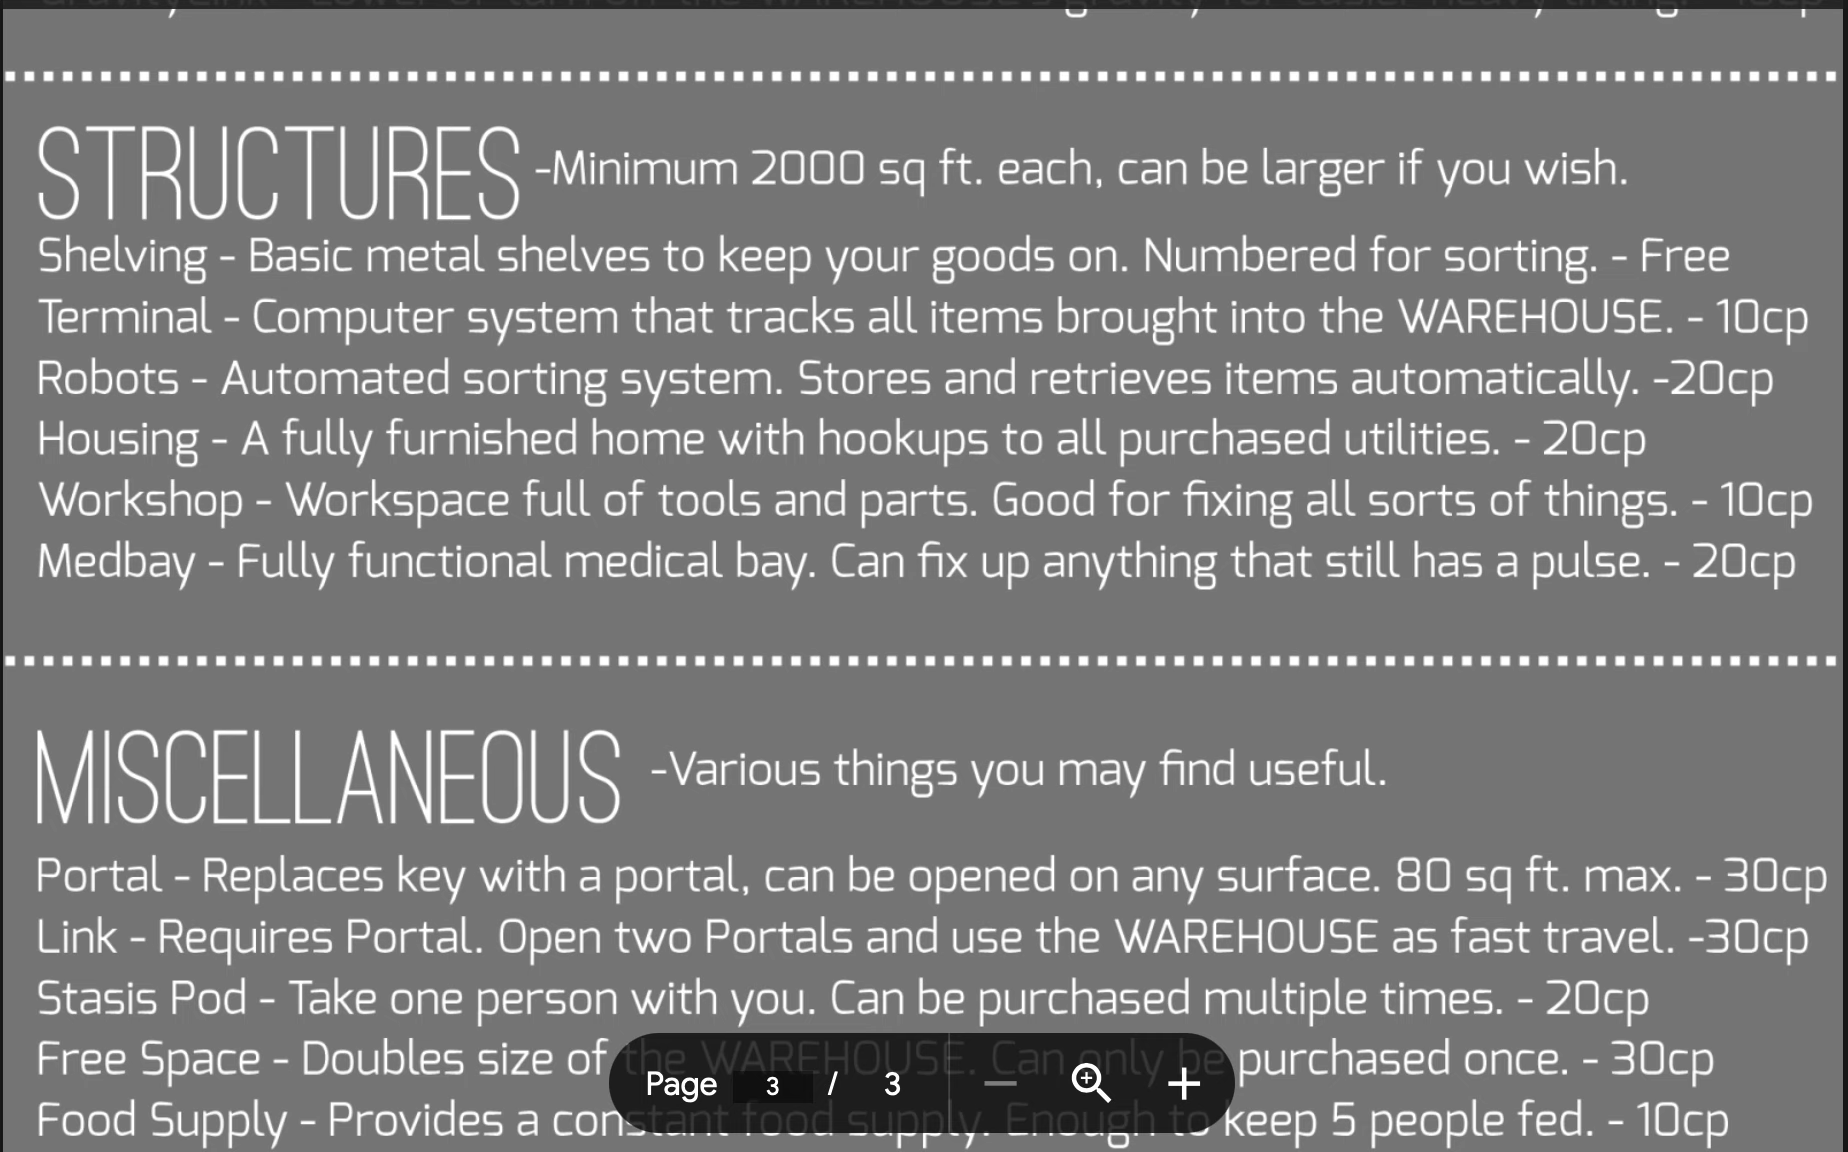 STRUCTURES -Minimum 2000 sq ft. each, can be larger if you wish.
Shelving - Basic metal shelves to keep your goods on. Numbered for sorting. - Free
Terminal - Computer system that tracks all items brought into the WAREHOUSE. - 10cp
Robots - Automated sorting system. Stores and retrieves items automatically. -20cp
Housing - A fully furnished home with hookups to all purchased utilities. - 20cp
Workshop - Workspace full of tools and parts. Good for fixing all sorts of things. - 10cp
Medbay - Fully functional medical bay. Can fix up anything that still has a pulse. - 20cp
MISCELLANEOUS -Various things you may find useful.
Portal - Replaces key with a portal, can be opened on any surface. 80 sq ft. max. - 30cp
Link - Requires Portal. Open two Portals and use the WAREHOUSE as fast travel. -30cp
Stasis Pod - Take one person with you. Can be purchased multiple times. - 20cp
Free Space - Doubles size of the WAREHOUSE. Can only be purchased once. - 30cp
Page 3 / 3
Food Supply - Provides a constant food supply. Enough to keep 5 people fed. - 10cp